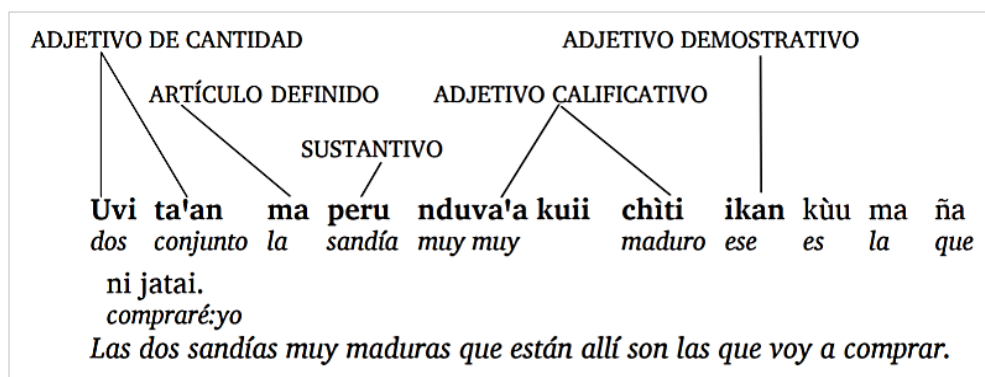 ADJETIVO DE CANTIDAD ADJETIVO DEMOSTRATIVO
ARTÍCULO DEFINIDO ADJETIVO CALIFICATIVO
SUSTANTIVO
Uvi ta'an ma peru nduva'a kuii chìti ikan kùu ma ña
dos conjunto la sandía muy muy maduro ese es la que
ni jatai.
compraré:yo
Las dos sandías muy maduras que están allí son las que voy a comprar.